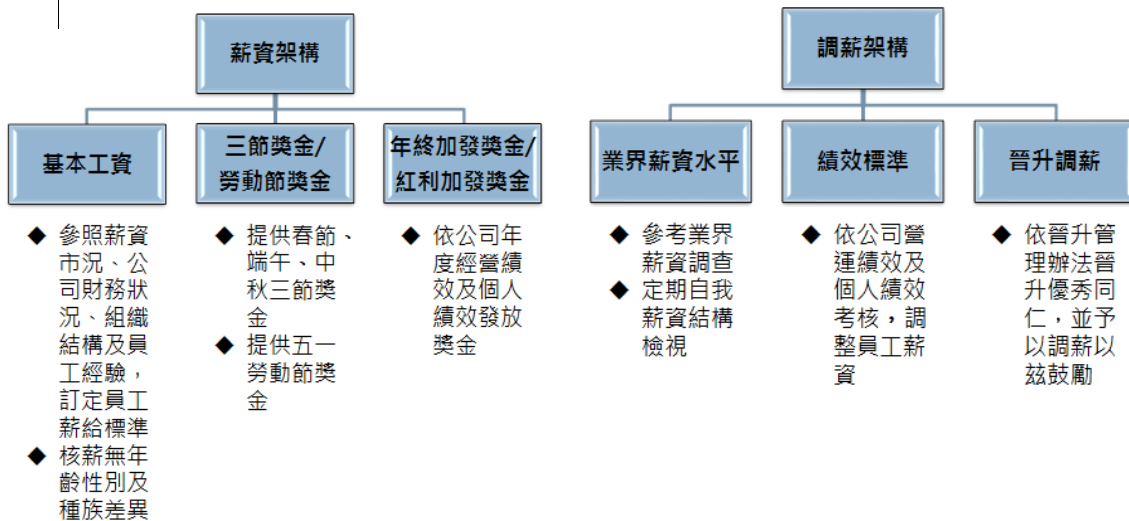 薪資架構
基本工資
三節獎金/
勞動節獎金
年終加發獎金/
紅利加發獎金
◆ 參照薪資
市況、公
司財務狀
況、組織
結構及員
工經驗，
訂定員工
薪給標準
◆ 核薪無年
齡性別及
種族差異
◆ 提供春節、
端午、中
秋三節獎
金
◆ 提供五一
勞動節獎
金
◆ 依公司年
度經營績
效及個人
績效發放
獎金
調薪架構
業界薪資水平
績效標準
晉升調薪
◆ 參考業界
薪資調查
◆ 定期自我
薪資結構
檢視
◆ 依公司營
運績效及
個人績效
考核，調
整員工薪
資
◆ 依晉升管
理辦法晉
升優秀同
仁，並予
以調薪以
茲鼓勵